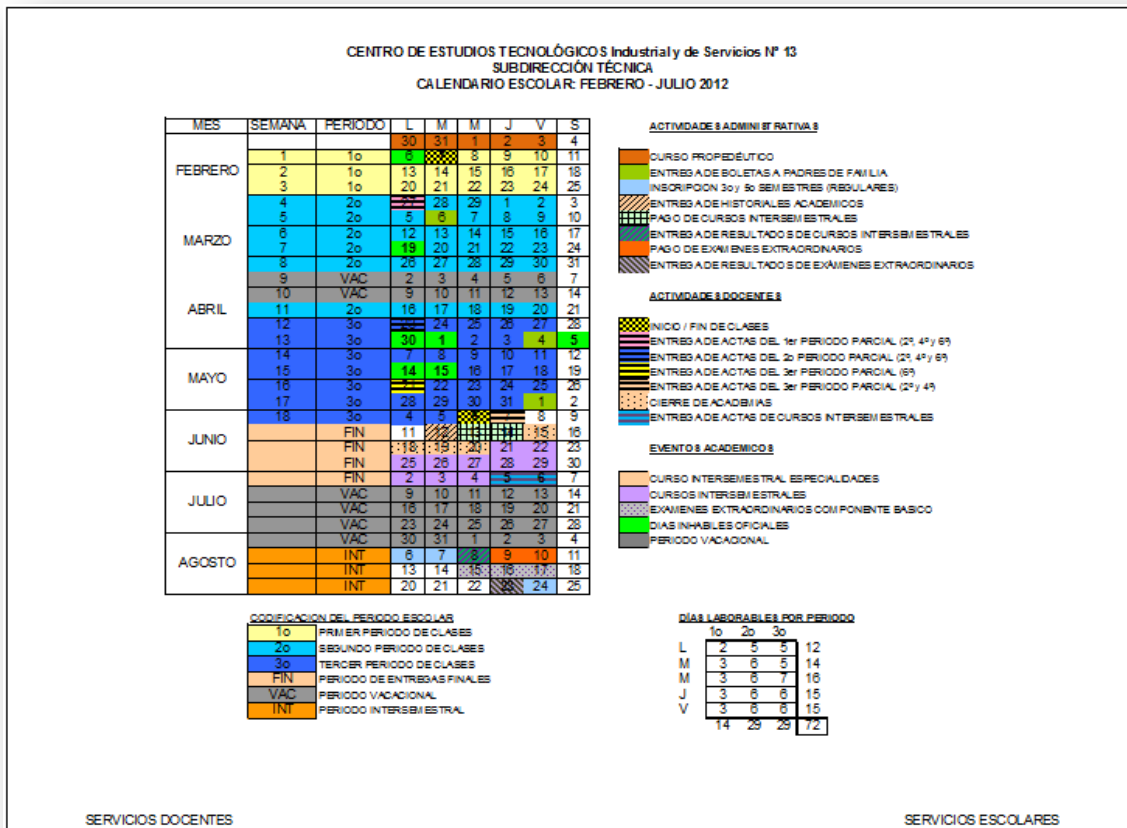 CENTRO DE ESTUDIOS TECNOLÓGICOS Industrial y de Servicios Nº 13
SUBDIRECCIÓN TÉCNICA
CALENDARIO ESCOLAR: FEBRERO - JULIO 2012
MES SEMANA PERIODO L M M J V S
30 31 1 2 3 4
FEBRERO
1 1o 6 7 8 9 10 11
2 1o 13 14 15 16 17 18
3 1o 20 21 22 23 24 25
MARZO
4 2o 27 28 29 1 2 3
5 2o 5 6 7 8 9 10
6 2o 12 13 14 15 16 17
7 2o 19 20 21 22 23 24
8 2o 26 27 28 29 30 31
ABRIL
9 VAC 2 3 4 5 6 7
10 VAC 9 10 11 12 13 14
11 2o 16 17 18 19 20 21
12 3o 24 25 26 27 28
13 3o 30 1 2 3 4 5
MAYO
14 3o 7 8 9 10 11 12
15 3o 14 15 16 17 18 19
16 3o 21 22 23 24 25 26
17 3o 28 29 30 31 1 2
JUNIO
18 3o 4 5 6 7 8 9
FIN 11 12 13 14 15 16
FIN 18 19 20 21 22 23
FIN 25 26 27 28 29 30
JULIO
FIN 2 3 4 5 6 7
VAC 9 10 11 12 13 14
VAC 16 17 18 19 20 21
VAC 23 24 25 26 27 28
AGOSTO
VAC 30 31 1 2 3 4
INT 6 7 8 9 10 11
INT 13 14 15 16 17 18
INT 20 21 22 23 24 25
ACTIVIDADES ADMINISTRATIVAS
CURSO PROPEDÉUTICO
ENTREGA DE BOLETAS A PADRES DE FAMILIA
INSCRIPCION 3o y 5o SEMESTRES (REGULARES)
ENTREGA DE HISTORIALES ACADEMICOS
PAGO DE CURSOS INTERSEMESTRALES
ENTREGA DE RESULTADOS DE CURSOS INTERSEMESTRALES
PAGO DE EXAMENES EXTRAORDINARIOS
ENTREGA DE RESULTADOS DE EXÁMENES EXTRAORDINARIOS
ACTIVIDADES DOCENTES
INICIO / FIN DE CLASES
ENTREGA DE ACTAS DEL 1er PERIODO PARCIAL (2º, 4º y 6º)
ENTREGA DE ACTAS DEL 2o PERIODO PARCIAL (2º, 4º y 6º)
ENTREGA DE ACTAS DEL 3er PERIODO PARCIAL (6º)
ENTREGA DE ACTAS DEL 3er PERIODO PARCIAL (2º y 4º)
CIERRE DE ACADEMIAS
ENTREGA DE ACTAS DE CURSOS INTERSEMESTRALES
EVENTOS ACADEMICOS
CURSO INTERSEMESTRAL ESPECIALIDADES
CURSOS INTERSEMESTRALES
EXAMENES EXTRAORDINARIOS COMPONENTE BASICO
DIAS INHABILES OFICIALES
PERIODO VACACIONAL
CODIFICACION DEL PERIODO ESCOLAR
1o PRIMER PERIODO DE CLASES
2o SEGUNDO PERIODO DE CLASES
3o TERCER PERIODO DE CLASES
FIN PERIODO DE ENTREGAS FINALES
VAC PERIODO VACACIONAL
INT PERIODO INTERSEMESTRAL
DÍAS LABORABLES POR PERIODO
1o 2o 3o
L 2 5 5 12
M 3 6 5 14
M 3 6 7 16
J 3 6 6 15
V 3 6 6 15
14 29 29 72
SERVICIOS DOCENTES
SERVICIOS ESCOLARES